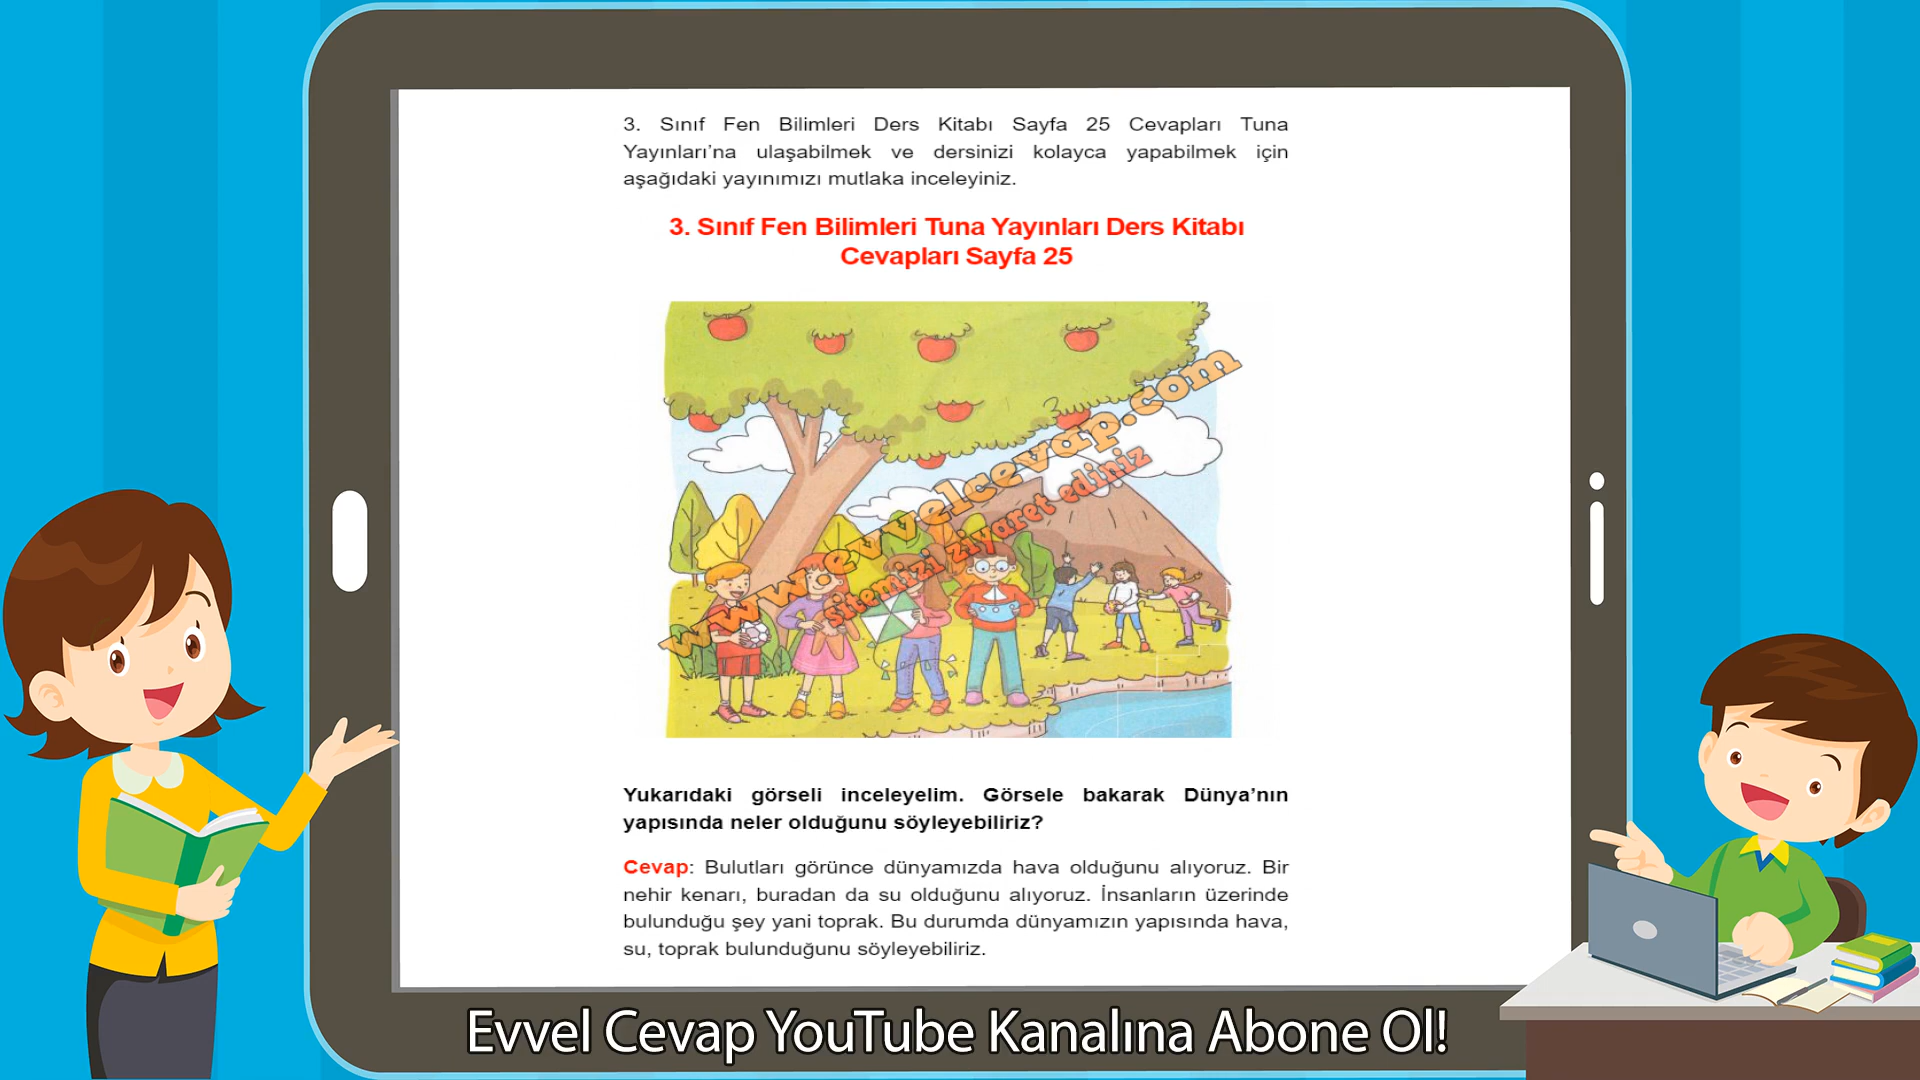 3. Sınıf Fen Bilimleri Ders Kitabı Sayfa 25 Cevapları Tuna
Yayınları’na ulaşabilmek ve dersinizi kolayca yapabilmek için
aşağıdaki yayınımızı mutlaka inceleyiniz.
3. Sınıf Fen Bilimleri Tuna Yayınları Ders Kitabı
Cevapları Sayfa 25
www.evvelcevap.com
sitemizi ziyaret ediniz
Yukarıdaki görseli inceleyelim. Görsele bakarak Dünya’nın
yapısında neler olduğunu söyleyebiliriz?
Cevap: Bulutları görünce dünyamızda hava olduğunu alıyoruz. Bir
nehir kenarı, buradan da su olduğunu alıyoruz. İnsanların üzerinde
bulunduğu şey yani toprak. Bu durumda dünyamızın yapısında hava,
su, toprak bulunduğunu söyleyebiliriz.
Evvel Cevap YouTube Kanalına Abone Ol!